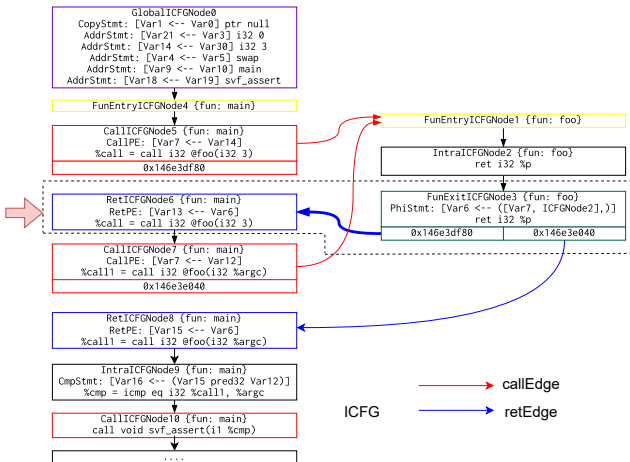 GlobalICFGNode0
CopyStmt: [Var1 <-- Var0] ptr null
AddrStmt: [Var21 <-- Var3] i32 0
AddrStmt: [Var14 <-- Var30] i32 3
AddrStmt: [Var4 <-- Var5] swap
AddrStmt: [Var9 <-- Var10] main
AddrStmt: [Var18 <-- Var19] svf_assert
FunEntryICFGNode4 {fun: main}
CallICFGNode5 {fun: main}
CallPE: [Var7 <-- Var14]
%call = call i32 @foo(i32 3)
0x146e3df80
FunEntryICFGNode1 {fun: foo}
IntraICFGNode2 {fun: foo}
ret i32 %p
RetICFGNode6 {fun: main}
RetPE: [Var13 <-- Var6]
%call = call i32 @foo(i32 3)
FunExitICFGNode3 {fun: foo}
PhiStmt: [Var6 <-- ([Var7, ICFGNode2],)]
ret i32 %p
0x146e3df80 0x146e3e040
CallICFGNode7 {fun: main}
CallPE: [Var7 <-- Var12]
%call1 = call i32 @foo(i32 %argc)
0x146e3e040
RetICFGNode8 {fun: main}
RetPE: [Var15 <-- Var6]
%call1 = call i32 @foo(i32 %argc)
IntraICFGNode9 {fun: main}
CmpStmt: [Var16 <-- (Var15 pred32 Var12)]
%cmp = icmp eq i32 %call1, %argc
CallICFGNode10 {fun: main}
call void svf_assert(i1 %cmp)
....
ICFG
callEdge
retEdge